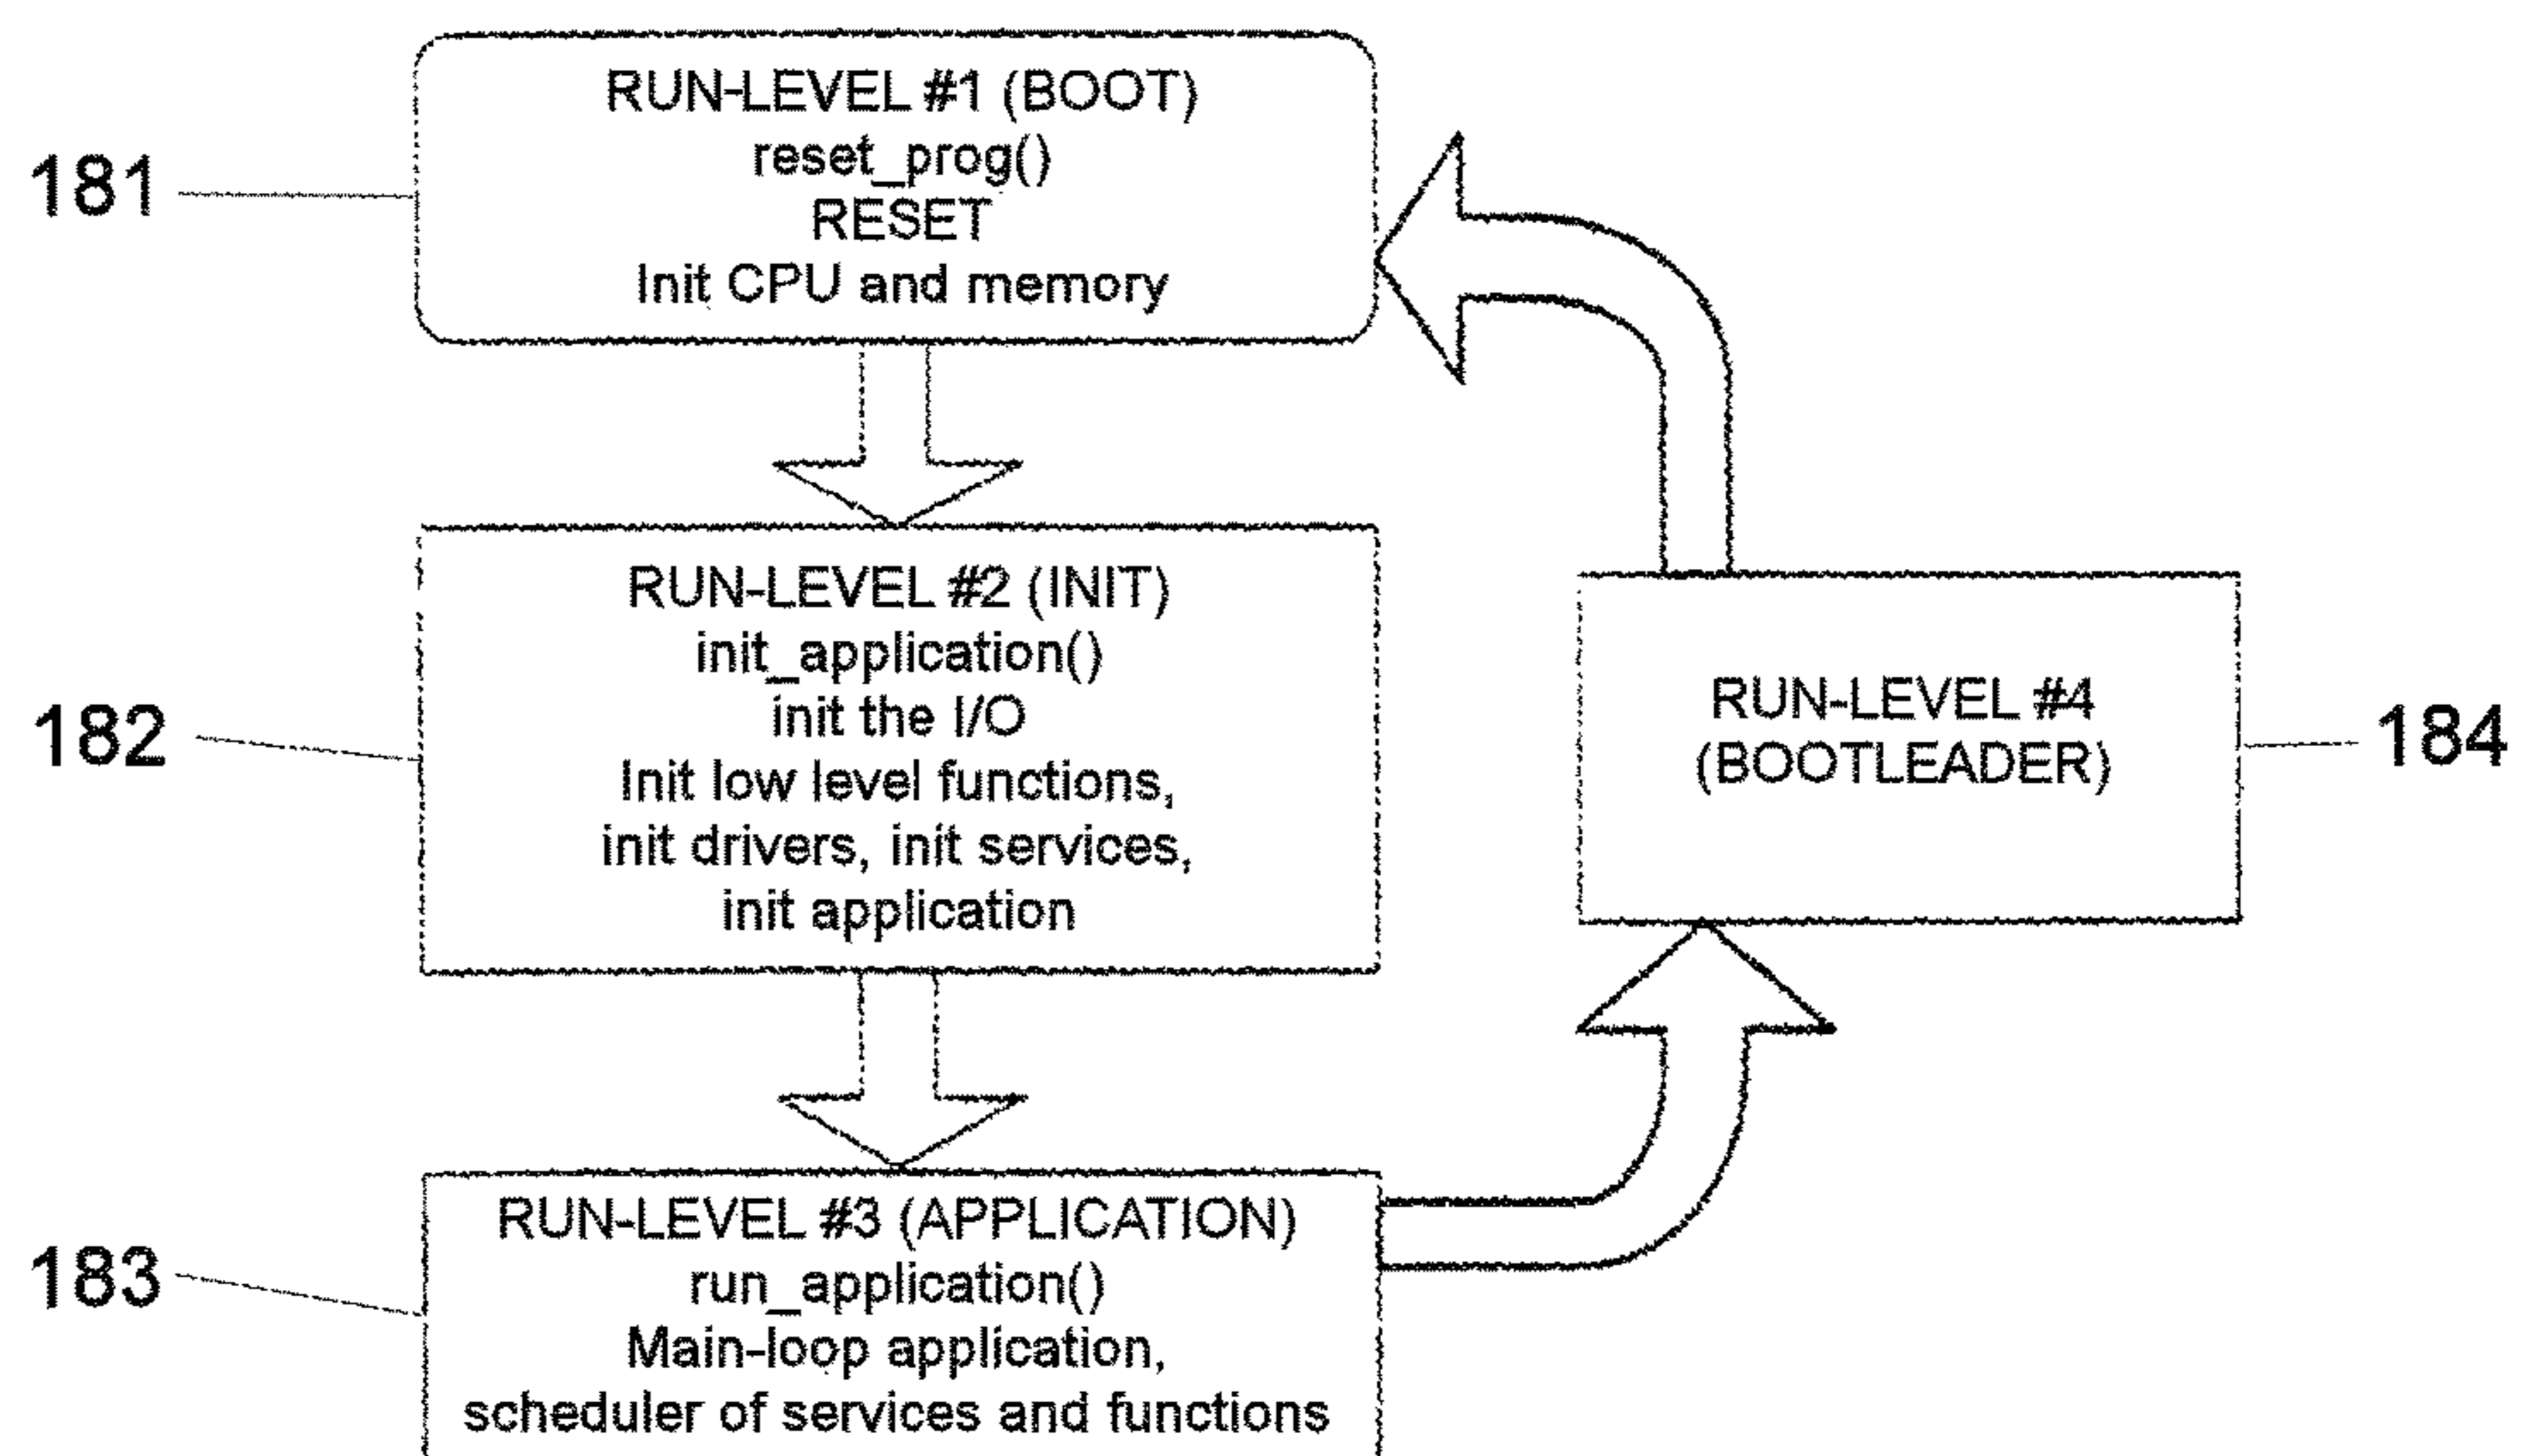 RUN-LEVEL #1 (BOOT)
reset_prog()
RESET
Init CPU and memory
181
RUN-LEVEL #2 (INIT)
init_application()
init the I/O
Init low level functions,
init drivers, init services,
init application
182
RUN-LEVEL #4
(BOOTLEADER)
184
RUN-LEVEL #3 (APPLICATION)
run_application()
Main-loop application,
scheduler of services and functions
183